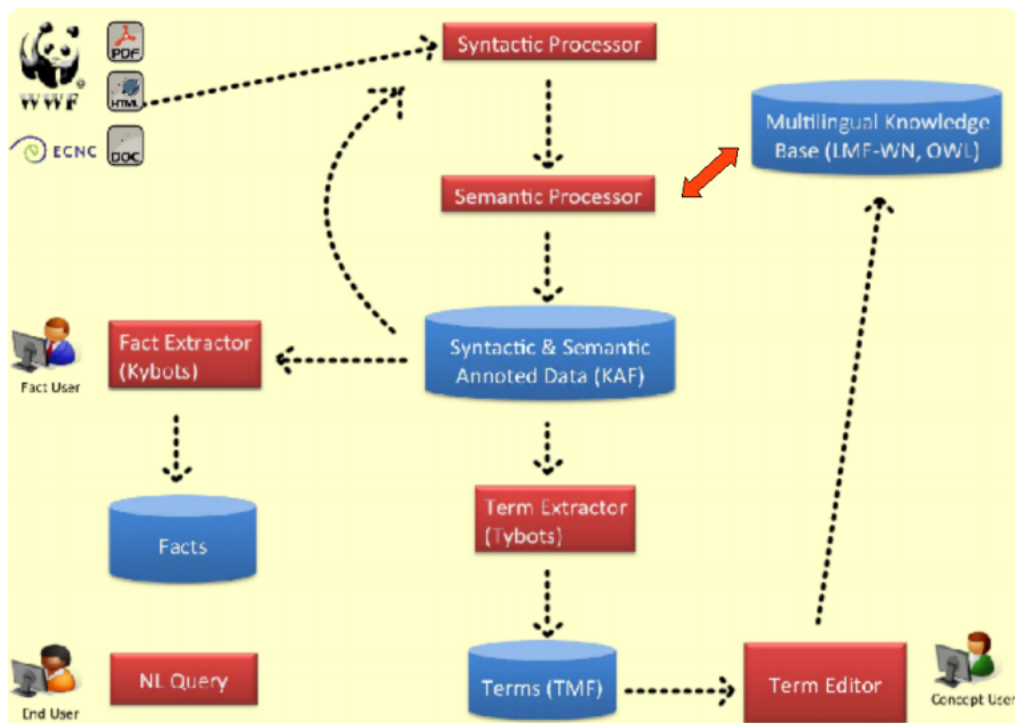 WWF
PDF
HTML
ECNC
DOC
Syntactic Processor
Multilingual Knowledge
Base (LMF-WN, OWL)
Semantic Processor
Syntactic & Semantic
Annoted Data (KAF)
Fact User
Fact Extractor
(Kybots)
Facts
Term Extractor
(Tybots)
End User
NL Query
Terms (TMF)
Term Editor
Concept User